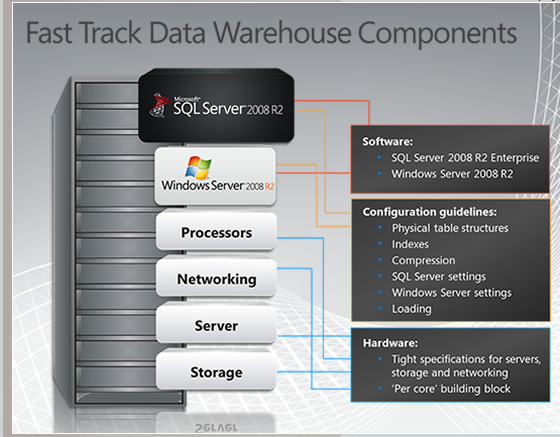 Fast Track Data Warehouse Components
Microsoft®
SQL Server® 2008 R2
Windows Server® 2008 R2
Processors
Networking
Server
Storage
Software:
• SQL Server 2008 R2 Enterprise
• Windows Server 2008 R2
Configuration guidelines:
• Physical table structures
• Indexes
• Compression
• SQL Server settings
• Windows Server settings
• Loading
Hardware:
• Tight specifications for servers,
storage and networking
• ‘Per core’ building block